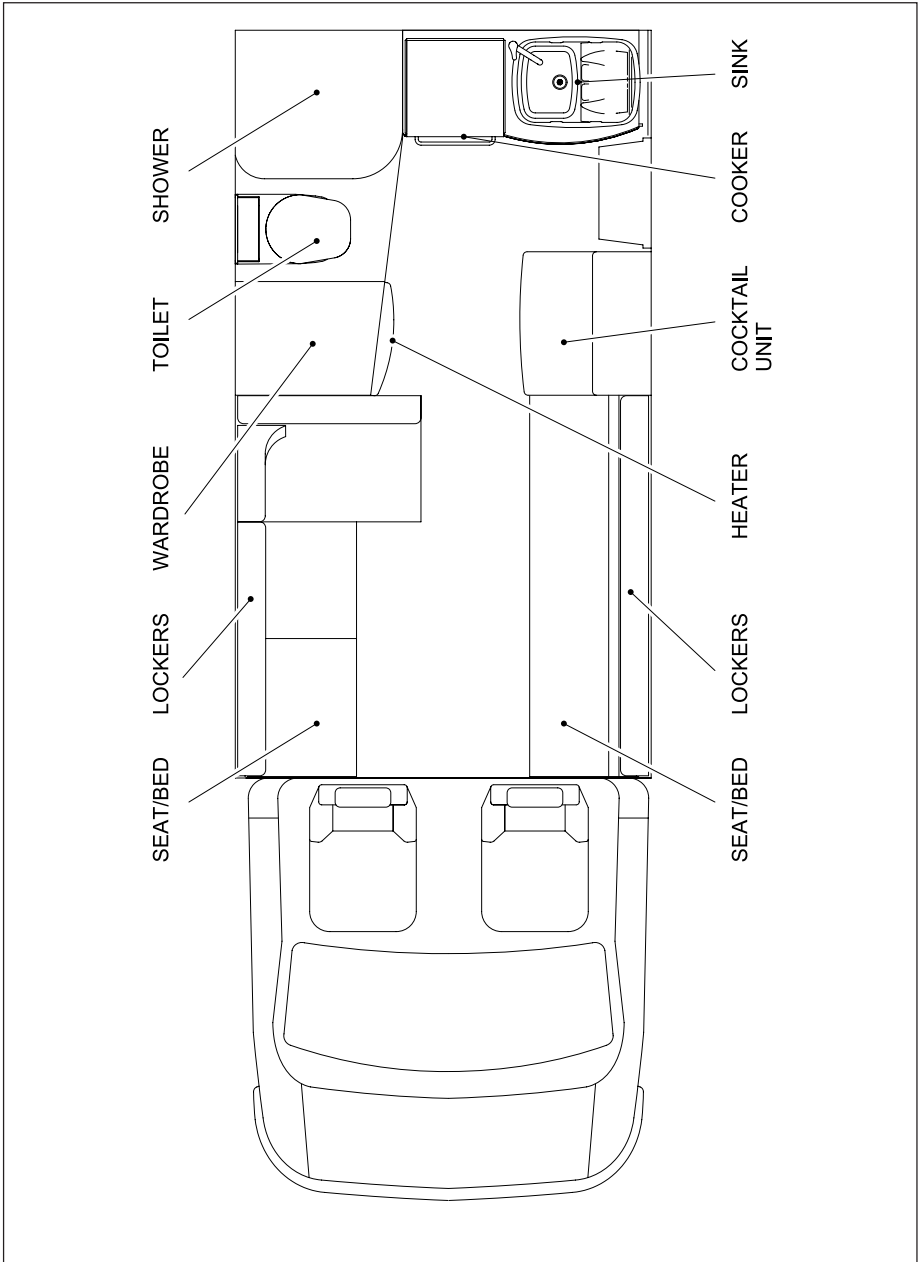 SEAT/BED
LOCKERS
WARDROBE
TOILET
SHOWER
SEAT/BED
LOCKERS
HEATER
COCKTAIL
UNIT
COOKER
SINK